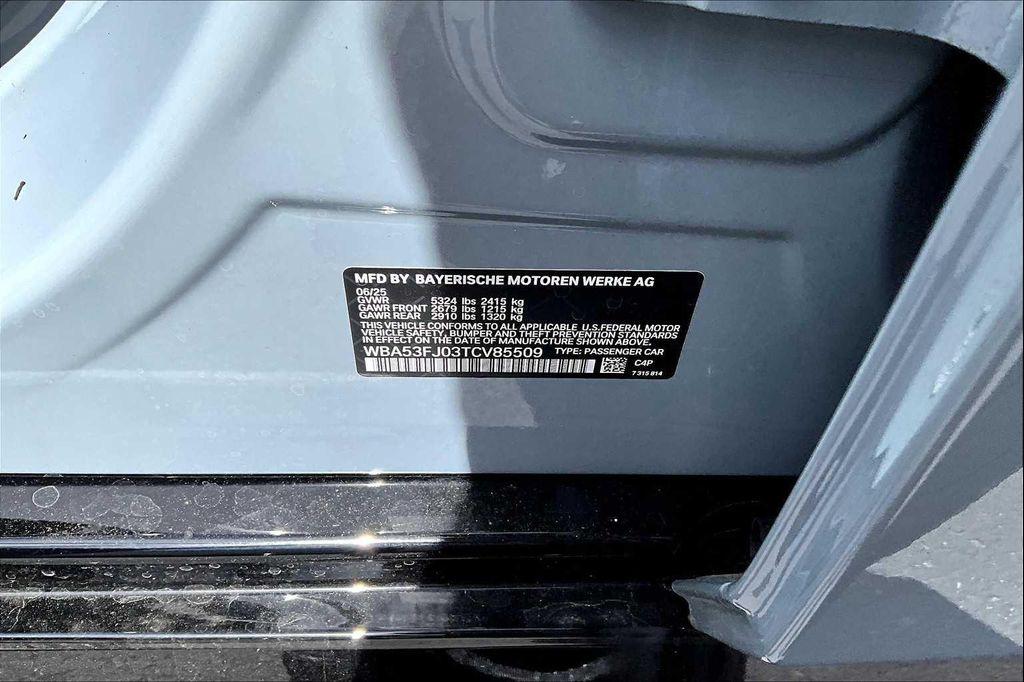 MFD BY BAYERISCHE MOTOREN WERKE AG
06/25
GVWR 5324 lbs 2415 kg
GAWR FRONT 2679 lbs 1215 kg
GAWR REAR 2910 lbs 1320 kg
THIS VEHICLE CONFORMS TO ALL APPLICABLE U.S.FEDERAL MOTOR
VEHICLE SAFETY, BUMPER AND THEFT PREVENTION STANDARDS
IN EFFECT ON THE DATE OF MANUFACTURE SHOWN ABOVE.
WBA53FJ03TCV85509 TYPE: PASSENGER CAR
C4P
7 315 814